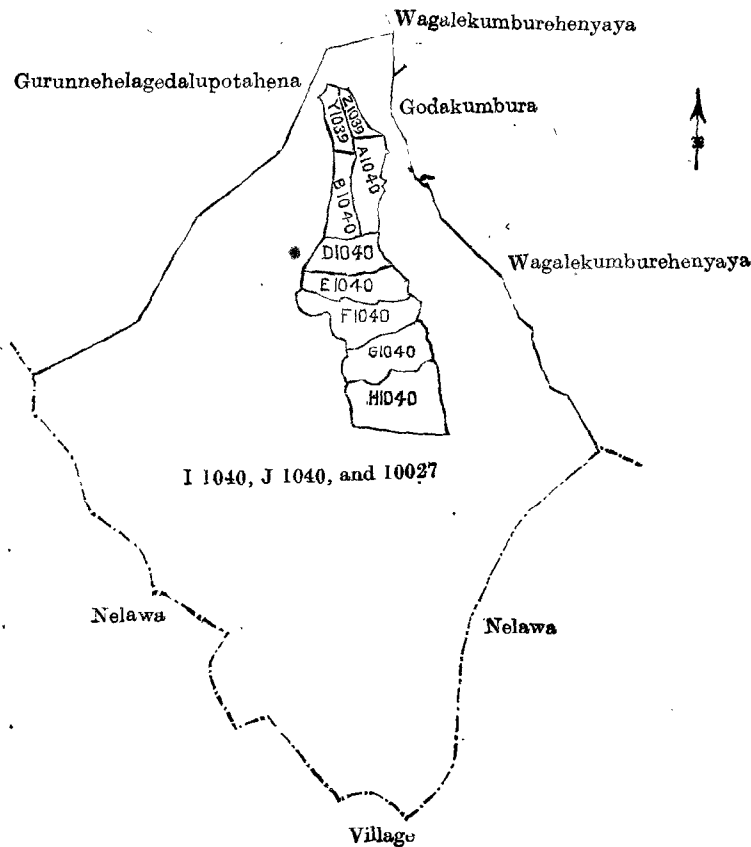 Wagalekumburehenyaya
Gurunnehelagedalupotahena
Godakumbura
Z1039
Y1039
A1040
B1040
D1040
Wagalekumburehenyaya
E1040
F1040
G1040
H1040
I 1040, J 1040, and 10027
Nelawa
Nelawa
Village